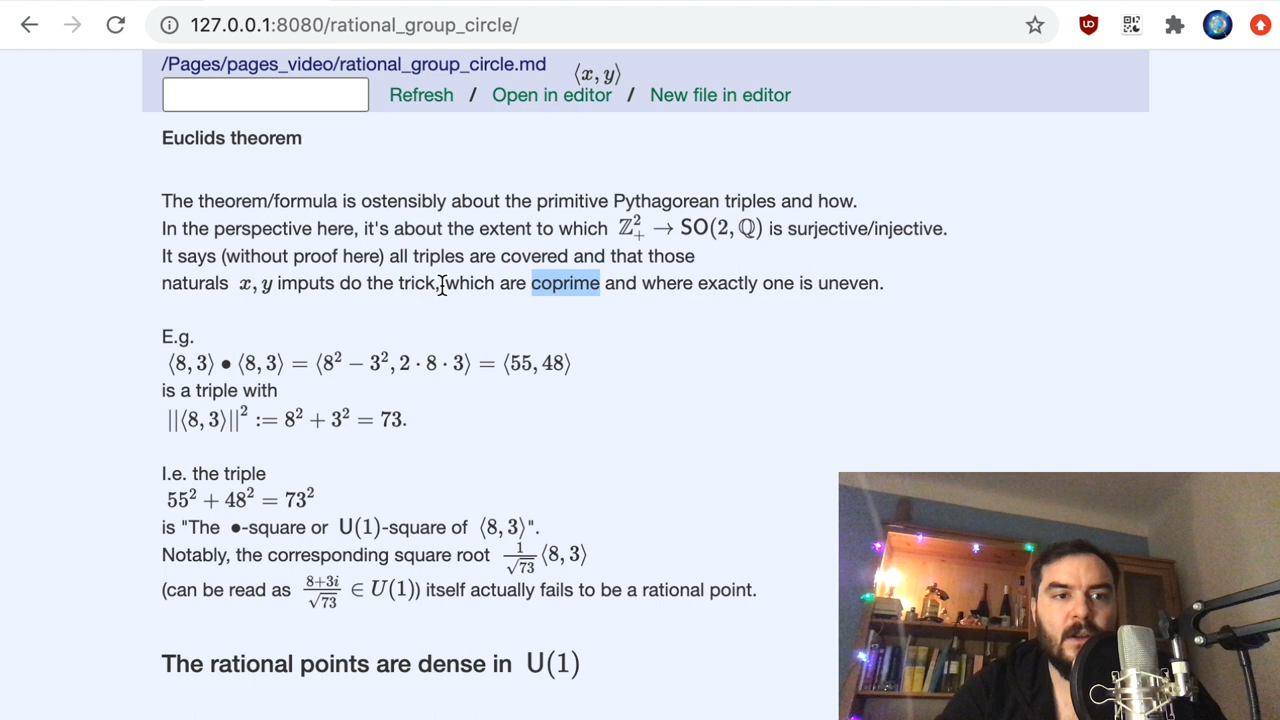 127.0.0.1:8080/rational_group_circle/
/Pages/pages_video/rational_group_circle.md
⟨x, y⟩
Refresh / Open in editor / New file in editor
Euclids theorem
The theorem/formula is ostensibly about the primitive Pythagorean triples and how.
In the perspective here, it's about the extent to which ℤ²₊ → SO(2, ℚ) is surjective/injective.
It says (without proof here) all triples are covered and that those
naturals x, y imputs do the trick, which are coprime and where exactly one is uneven.
E.g.
⟨8, 3⟩ • ⟨8, 3⟩ = ⟨8² − 3², 2 · 8 · 3⟩ = ⟨55, 48⟩
is a triple with
||⟨8, 3⟩||² := 8² + 3² = 73.
I.e. the triple
55² + 48² = 73²
is "The •-square or U(1)-square of ⟨8, 3⟩".
Notably, the corresponding square root 1/√73 ⟨8, 3⟩
(can be read as (8+3i)/√73 ∈ U(1)) itself actually fails to be a rational point.
The rational points are dense in U(1)